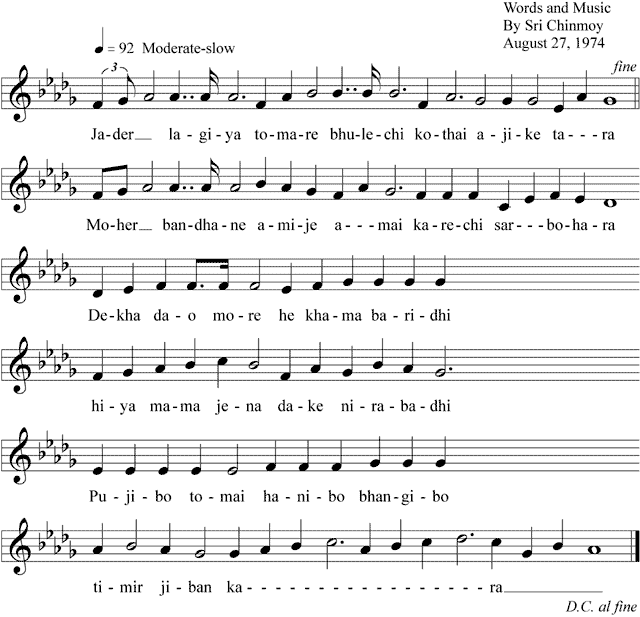 Words and Music
By Sri Chinmoy
August 27, 1974
= 92 Moderate-slow
3
fine
Ja-der la-gi-ya to-ma-re bhu-le-chi ko-thai a-ji-ke ta----ra
Mo-her ban-dha-ne a-mi-je a---mai ka-re-chi sar--bo-ha-ra
De-kha da-o mo-re he kha-ma ba-ri-dhi
hi-ya ma-ma je-na da-ke ni-ra-ba-dhi
Pu-ji-bo to-mai ha-ni-bo bhan-gi-bo
ti-mir ji-ban ka-----------------ra
D.C. al fine